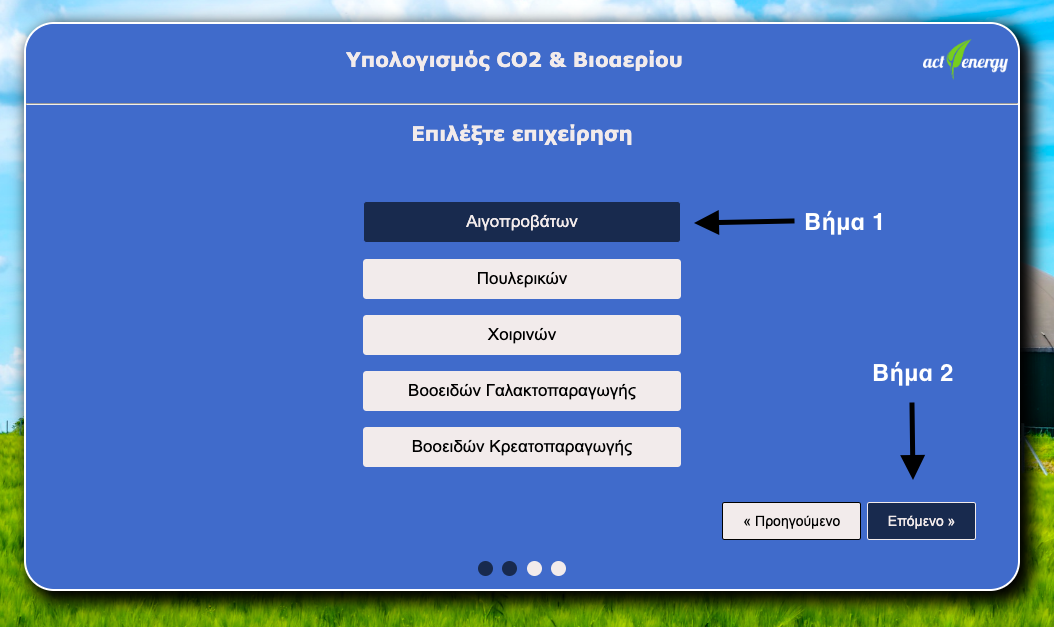 Υπολογισμός CO2 & Βιοαερίου
act energy
Επιλέξτε επιχείρηση
Αιγοπροβάτων
Βήμα 1
Πουλερικών
Χοιρινών
Βήμα 2
Βοοειδών Γαλακτοπαραγωγής
Βοοειδών Κρεατοπαραγωγής
« Προηγούμενο
Επόμενο »